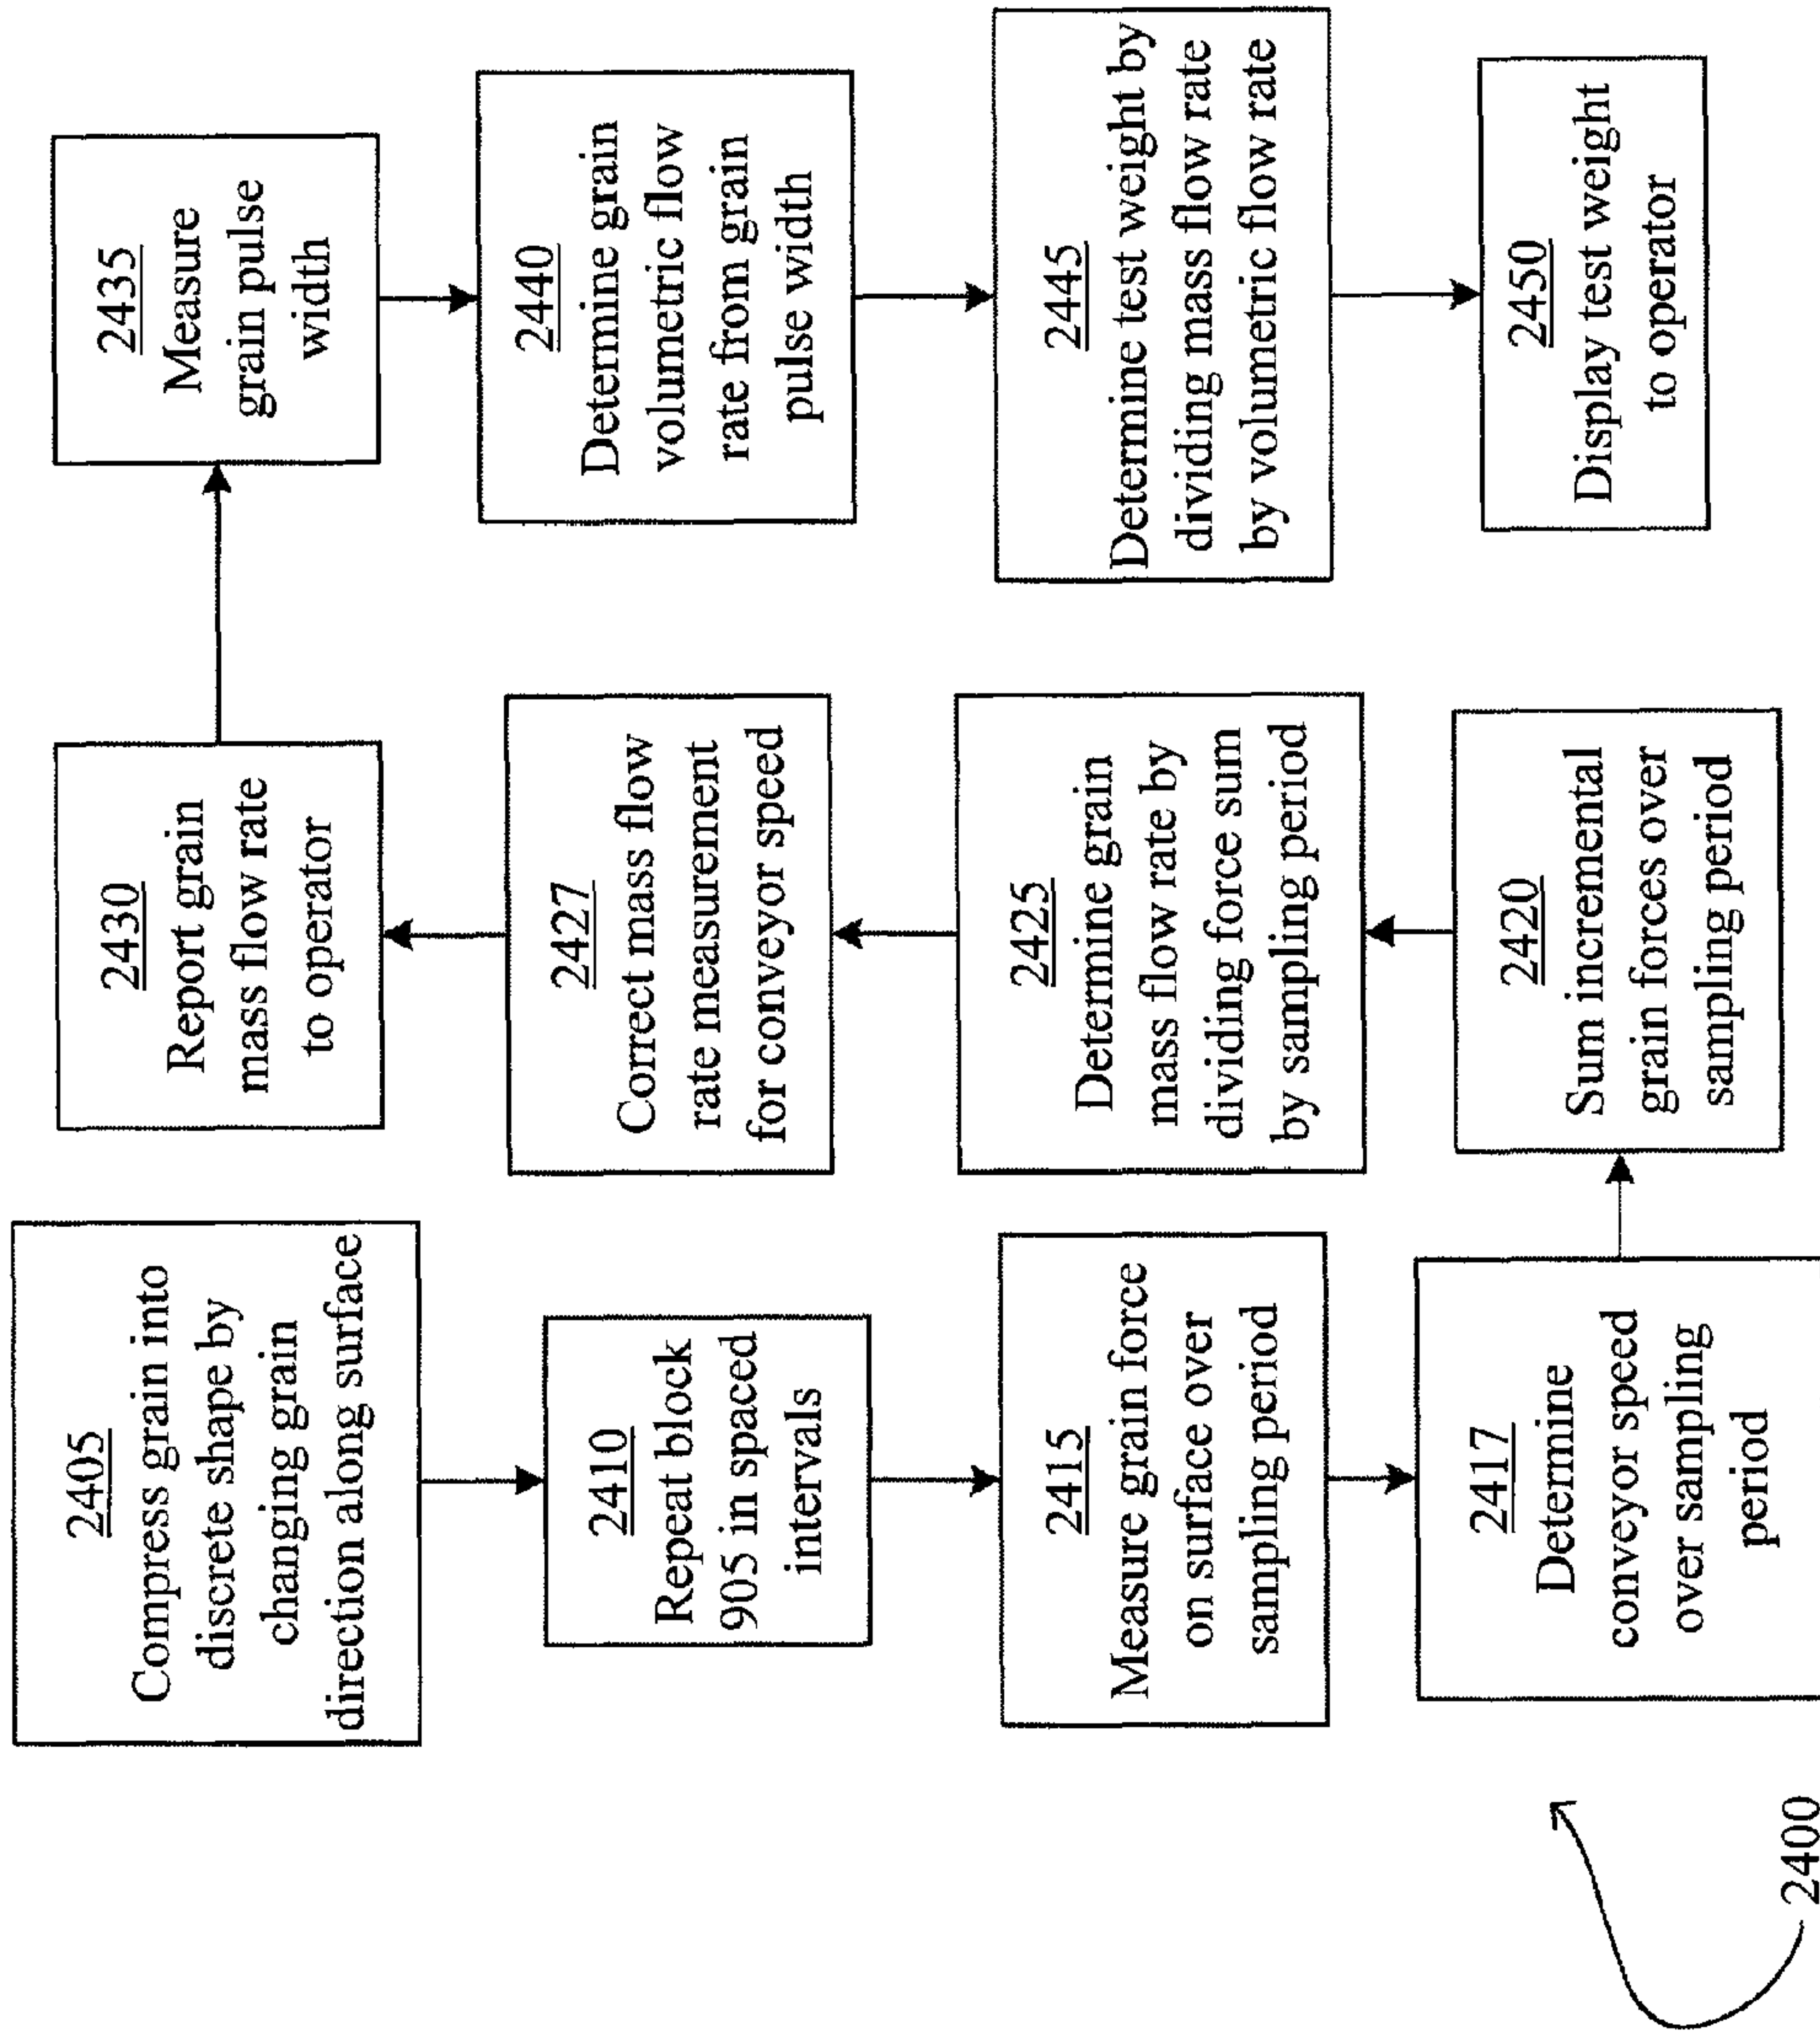 2405
Compress grain into
discrete shape by
changing grain
direction along surface
2410
Repeat block
905 in spaced
intervals
2415
Measure grain force
on surface over
sampling period
2417
Determine
conveyor speed
over sampling
period
2420
Sum incremental
grain forces over
sampling period
2425
Determine grain
mass flow rate by
dividing force sum
by sampling period
2427
Correct mass flow
rate measurement
for conveyor speed
2430
Report grain
mass flow rate
to operator
2435
Measure
grain pulse
width
2440
Determine grain
volumetric flow
rate from grain
pulse width
2445
Determine test weight by
dividing mass flow rate
by volumetric flow rate
2450
Display test weight
to operator
2400